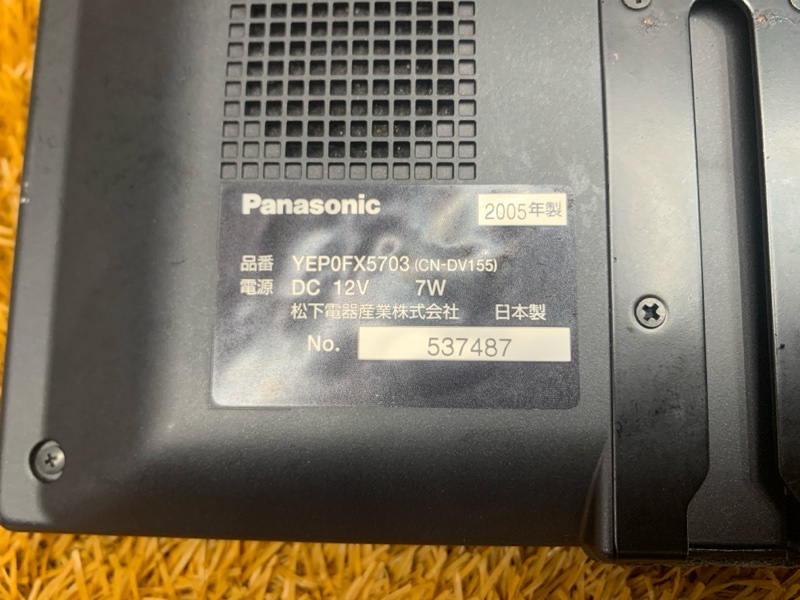 Panasonic 2005年製
品番 YEP0FX5703 (CN-DV155)
電源 DC 12V 7W
松下電器産業株式会社 日本製
No. 537487